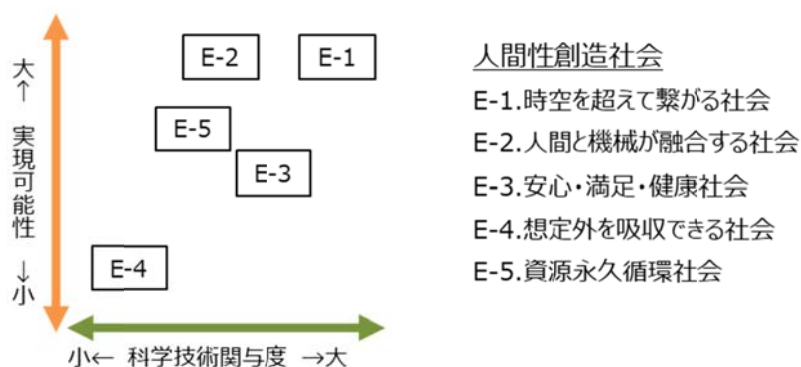 大↑ 実現可能性 ↓小
E-2
E-1
E-5
E-3
E-4
小← 科学技術関与度 →大
人間性創造社会
E-1.時空を超えて繋がる社会
E-2.人間と機械が融合する社会
E-3.安心・満足・健康社会
E-4.想定外を吸収できる社会
E-5.資源永久循環社会